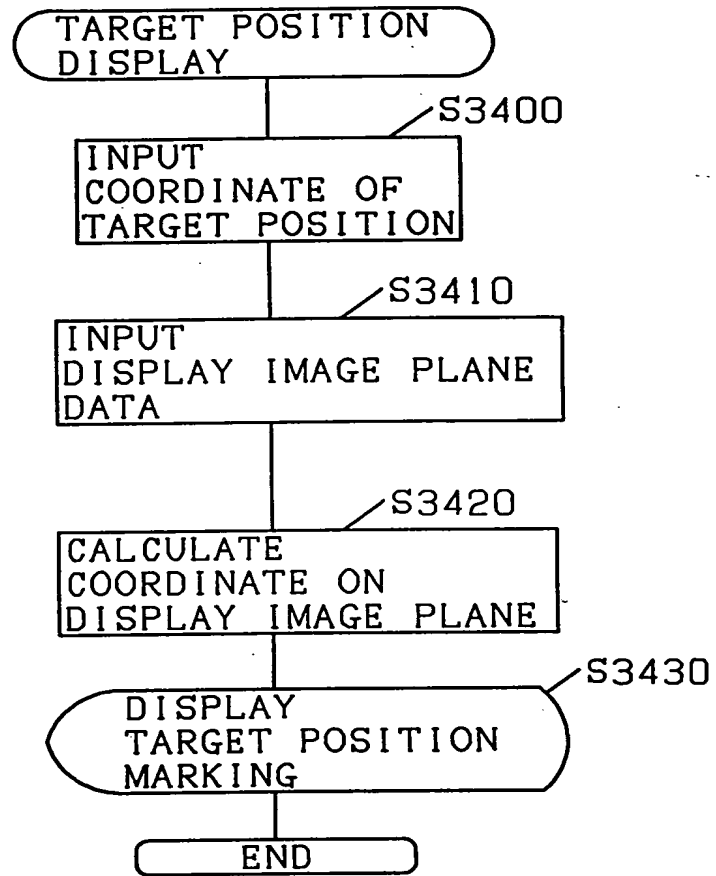 TARGET POSITION
DISPLAY
S3400
INPUT
COORDINATE OF
TARGET POSITION
S3410
INPUT
DISPLAY IMAGE PLANE
DATA
S3420
CALCULATE
COORDINATE ON
DISPLAY IMAGE PLANE
S3430
DISPLAY
TARGET POSITION
MARKING
END